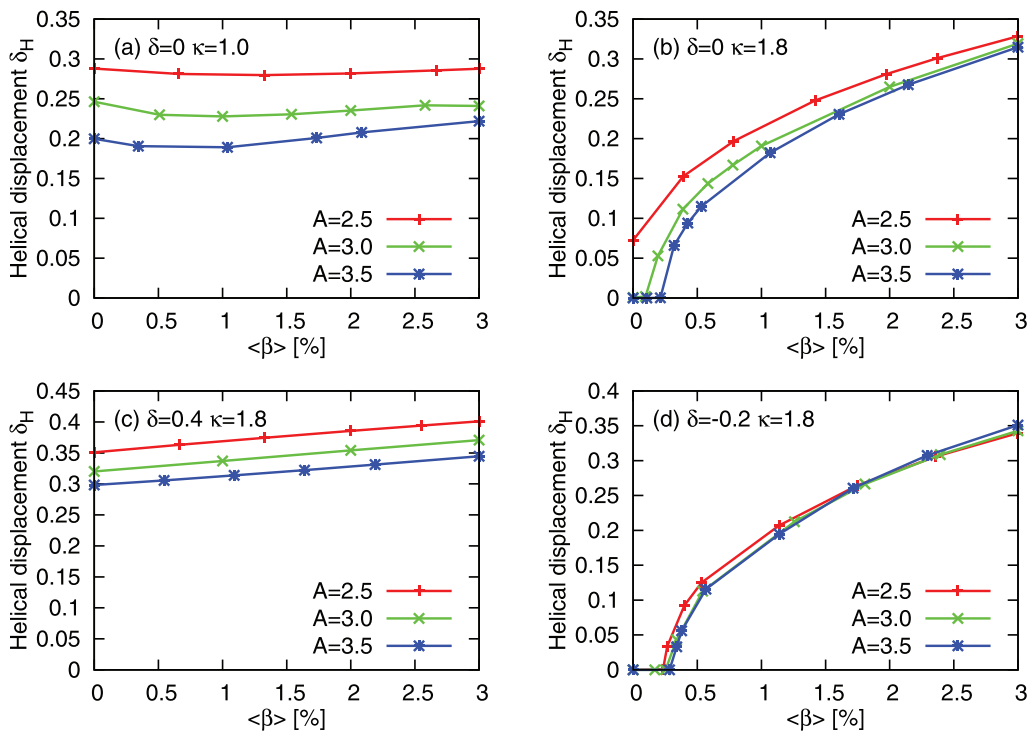 (a) δ=0 κ=1.0
Helical displacement δH
0.35
0.3
0.25
0.2
0.15
0.1
0.05
0
A=2.5
A=3.0
A=3.5
0 0.5 1 1.5 2 2.5 3
<β> [%]
(b) δ=0 κ=1.8
Helical displacement δH
0.35
0.3
0.25
0.2
0.15
0.1
0.05
0
A=2.5
A=3.0
A=3.5
0 0.5 1 1.5 2 2.5 3
<β> [%]
(c) δ=0.4 κ=1.8
Helical displacement δH
0.45
0.4
0.35
0.3
0.25
0.2
0.15
0.1
0.05
0
A=2.5
A=3.0
A=3.5
0 0.5 1 1.5 2 2.5 3
<β> [%]
(d) δ=-0.2 κ=1.8
Helical displacement δH
0.4
0.35
0.3
0.25
0.2
0.15
0.1
0.05
0
A=2.5
A=3.0
A=3.5
0 0.5 1 1.5 2 2.5 3
<β> [%]